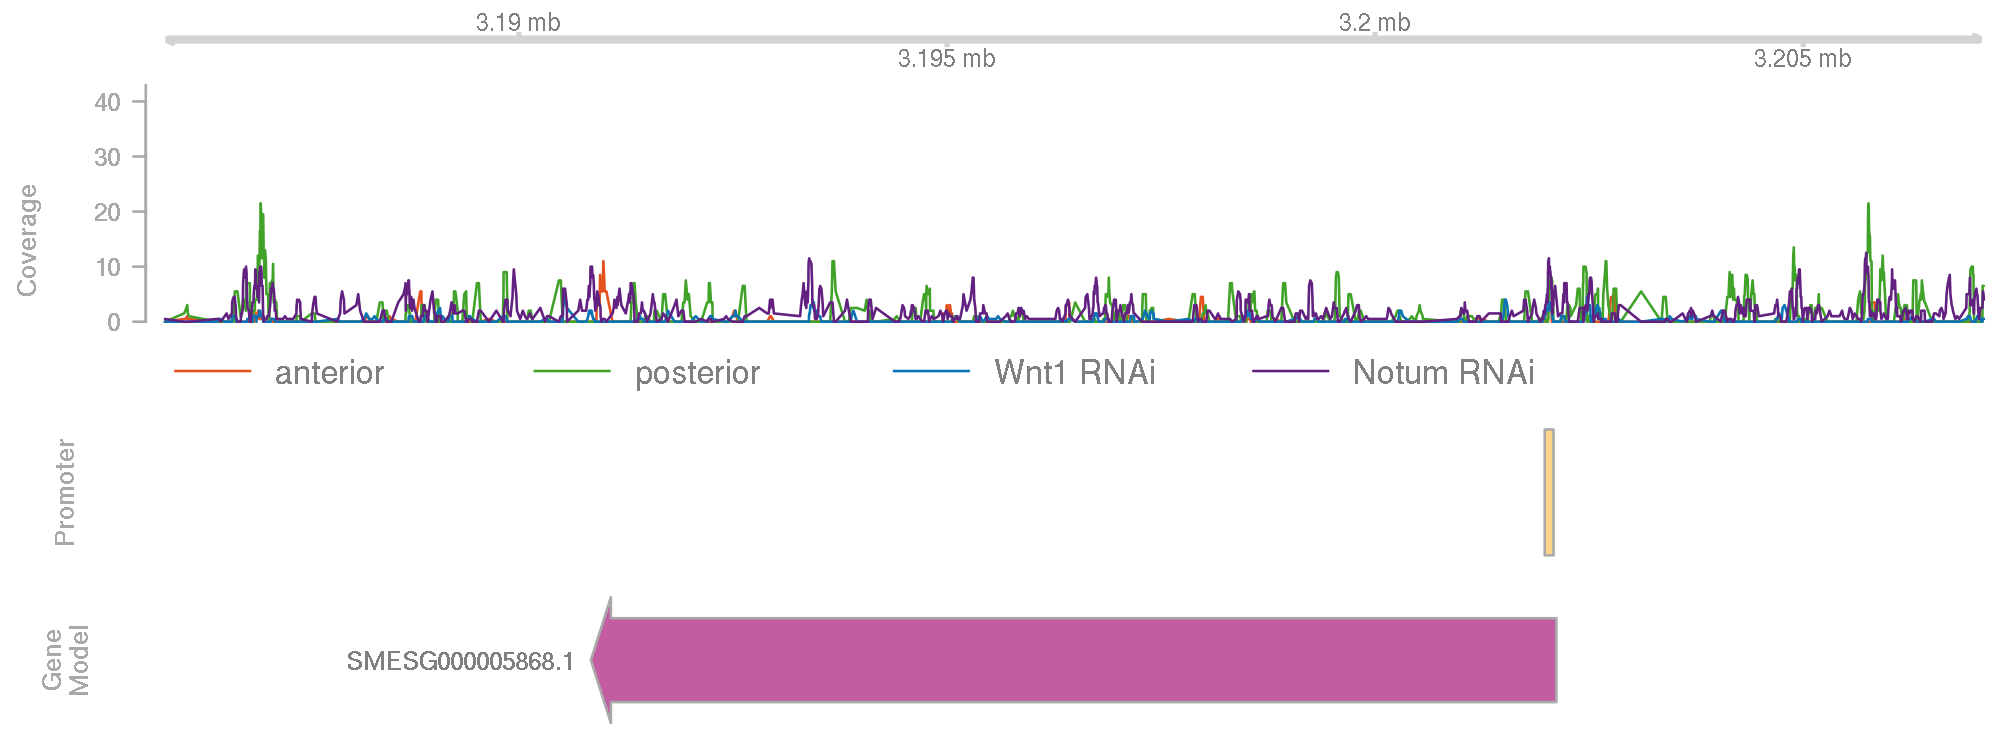 3.19 mb
3.2 mb
3.195 mb
3.205 mb
Coverage
40
30
20
10
0
anterior
posterior
Wnt1 RNAi
Notum RNAi
Promoter
Gene
Model
SMESG000005868.1